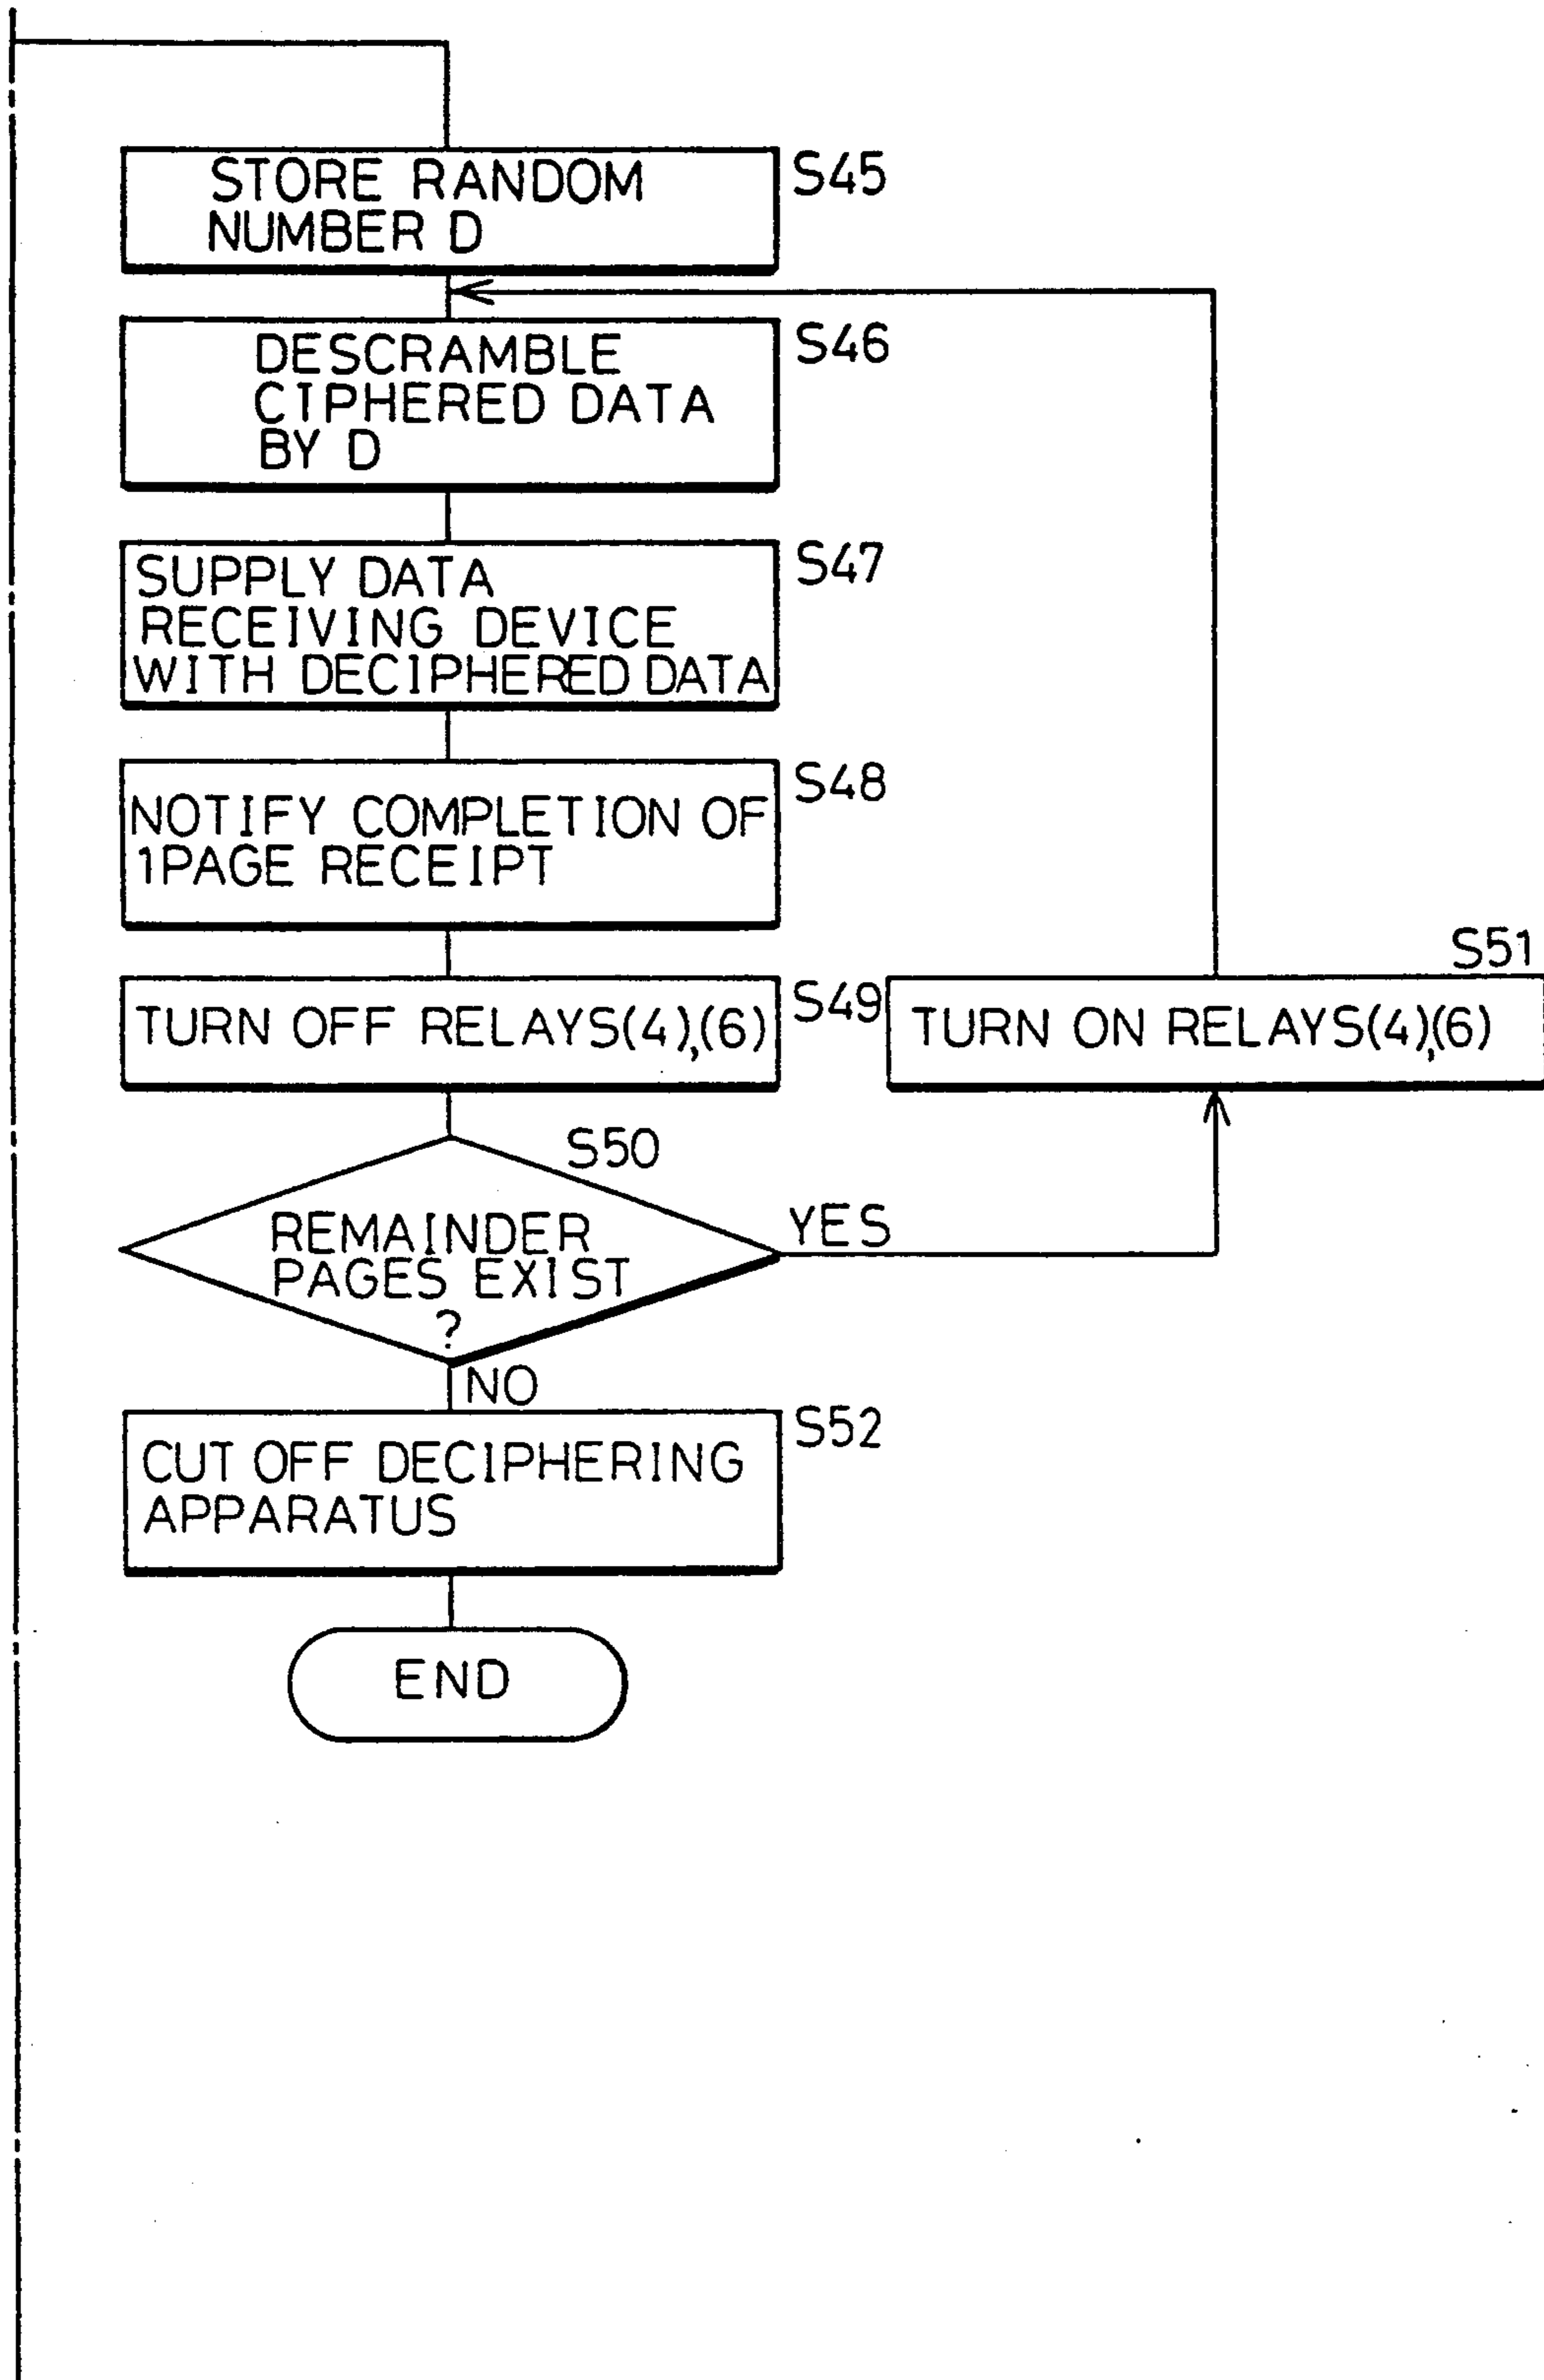 STORE RANDOM
NUMBER D
S45
DESCRAMBLE
CIPHERED DATA
BY D
S46
SUPPLY DATA
RECEIVING DEVICE
WITH DECIPHERED DATA
S47
NOTIFY COMPLETION OF
1PAGE RECEIPT
S48
TURN OFF RELAYS(4),(6)
S49
TURN ON RELAYS(4),(6)
S51
S50
REMAINDER
PAGES EXIST
?
YES
NO
CUT OFF DECIPHERING
APPARATUS
S52
END